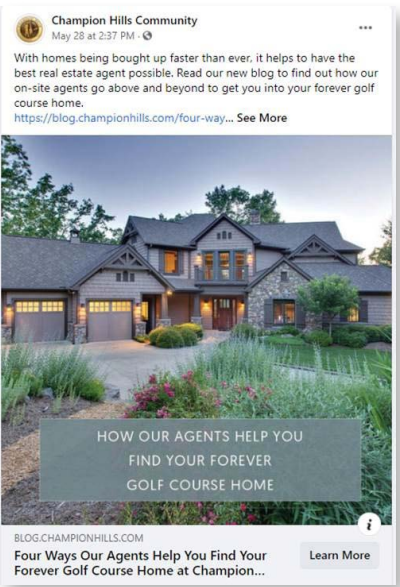 Champion Hills Community
May 28 at 2:37 PM ·
With homes being bought up faster than ever, it helps to have the
best real estate agent possible. Read our new blog to find out how our
on-site agents go above and beyond to get you into your forever golf
course home.
https://blog.championhills.com/four-way... See More
HOW OUR AGENTS HELP YOU
FIND YOUR FOREVER
GOLF COURSE HOME
i
BLOG.CHAMPIONHILLS.COM
Four Ways Our Agents Help You Find Your
Forever Golf Course Home at Champion...
Learn More